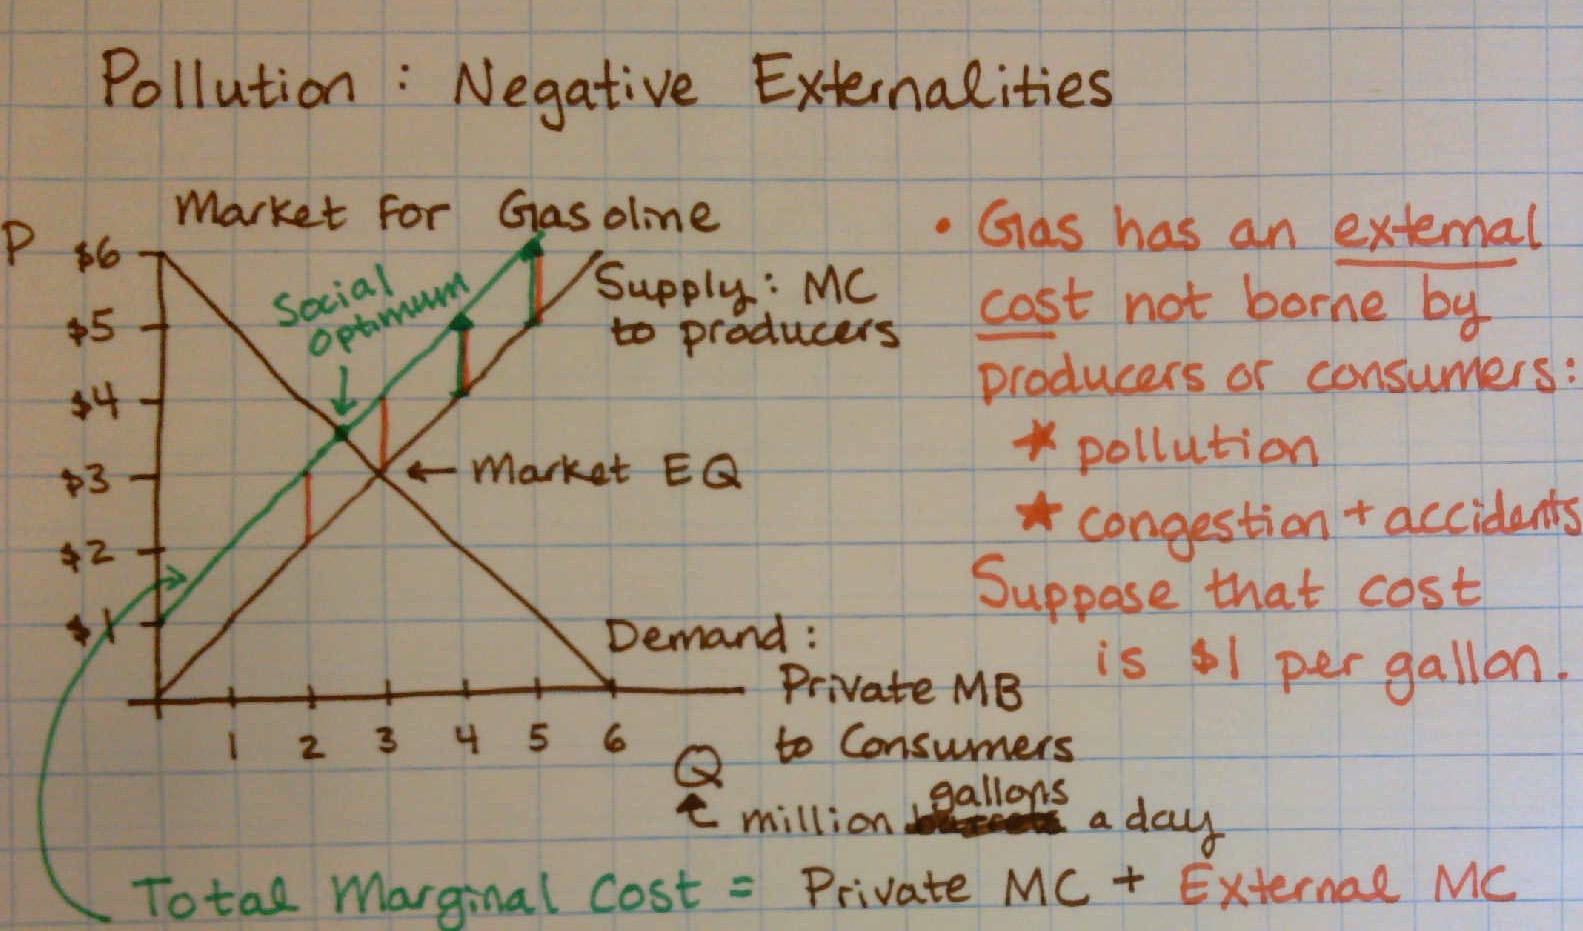 Pollution : Negative Externalities
Market for Gasoline
P
$6
$5
$4
$3
$2
$1
Social
Optimum
Supply: MC
to producers
← Market EQ
Demand :
Private MB
to Consumers
1 2 3 4 5 6
Q
gallons
million a day
• Gas has an external
cost not borne by
producers or consumers:
★ pollution
★ congestion + accidents
Suppose that cost
is $1 per gallon.
Total Marginal Cost = Private MC + External MC